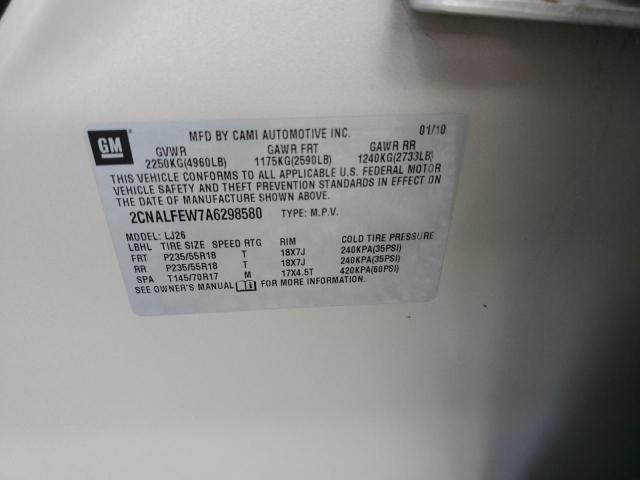 GM
MFD BY CAMI AUTOMOTIVE INC. 01/10
GVWR GAWR FRT GAWR RR
2250KG(4960LB) 1175KG(2590LB) 1240KG(2733LB)
THIS VEHICLE CONFORMS TO ALL APPLICABLE U.S. FEDERAL MOTOR
VEHICLE SAFETY AND THEFT PREVENTION STANDARDS IN EFFECT ON
THE DATE OF MANUFACTURE SHOWN ABOVE.
2CNALFEW7A6298580 TYPE: M.P.V.
MODEL: LJ26
LBHL TIRE SIZE SPEED RTG RIM COLD TIRE PRESSURE
FRT P235/55R18 T 18X7J 240KPA(35PSI)
RR P235/55R18 T 18X7J 240KPA(35PSI)
SPA T145/70R17 M 17X4.5T 420KPA(60PSI)
SEE OWNER'S MANUAL FOR MORE INFORMATION.